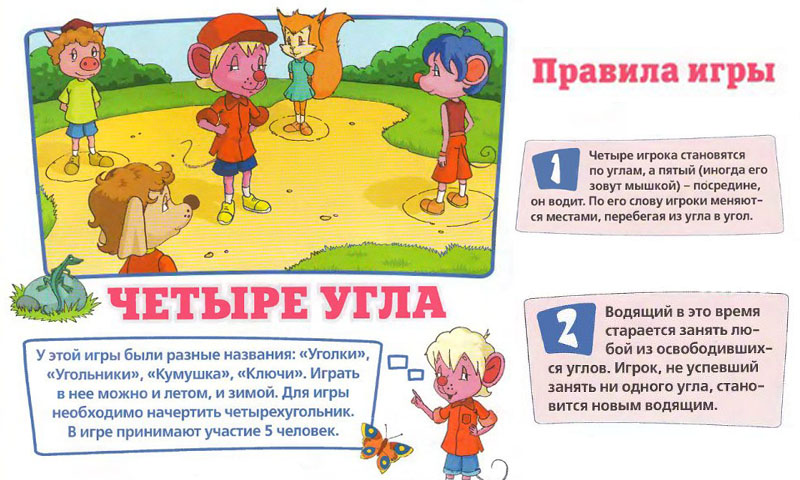 ЧЕТЫРЕ УГЛА
У этой игры были разные названия: «Уголки»,
«Угольники», «Кумушка», «Ключи». Играть
в нее можно и летом, и зимой. Для игры
необходимо начертить четырехугольник.
В игре принимают участие 5 человек.
Правила игры
1
Четыре игрока становятся
по углам, а пятый (иногда его
зовут мышкой) – посредине,
он водит. По его слову игроки меняют-
ся местами, перебегая из угла в угол.
2
Водящий в это время
старается занять лю-
бой из освободивших-
ся углов. Игрок, не успевший
занять ни одного угла, стано-
вится новым водящим.